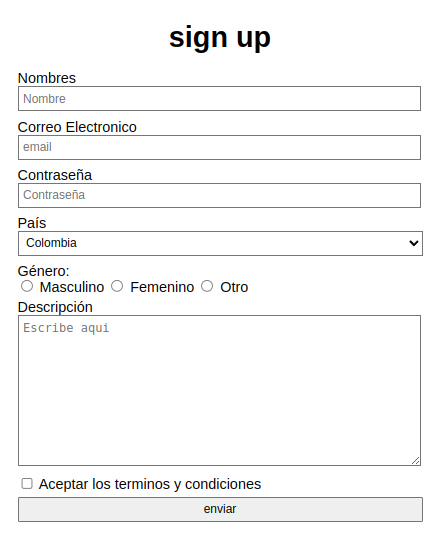 sign up
Nombres
Nombre
Correo Electronico
email
Contraseña
Contraseña
País
Colombia
Género:
Masculino Femenino Otro
Descripción
Escribe aqui
Aceptar los terminos y condiciones
enviar